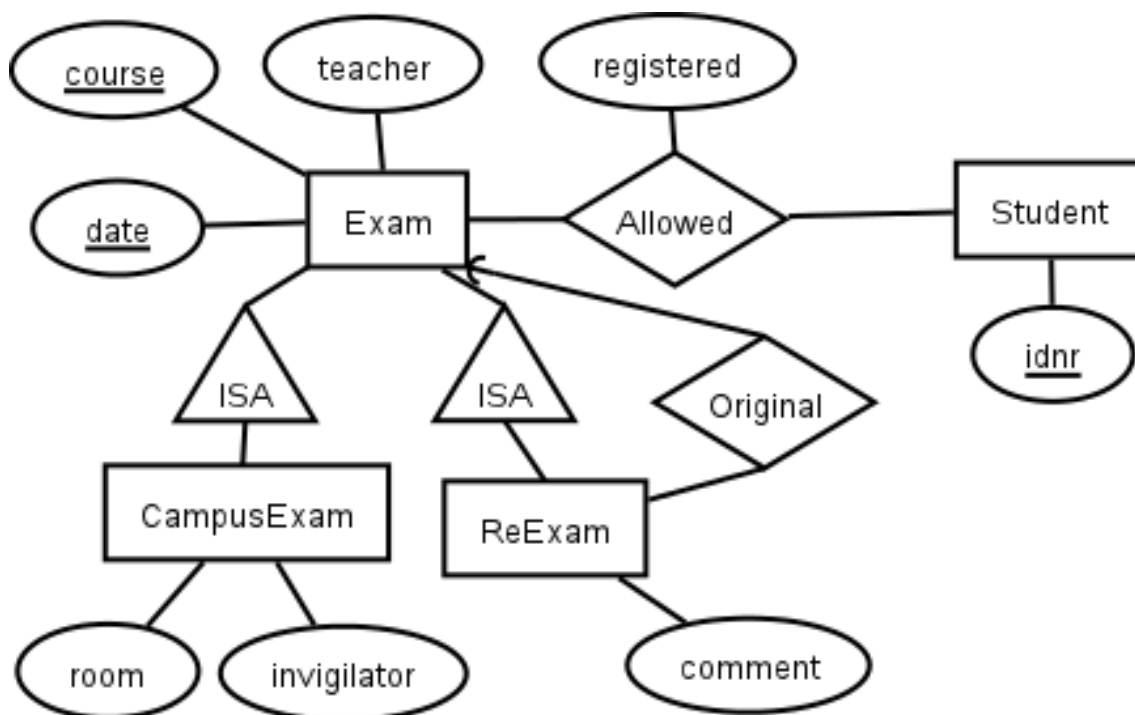 course
teacher
registered
date
Exam
Allowed
Student
idnr
ISA
ISA
Original
CampusExam
ReExam
room
invigilator
comment